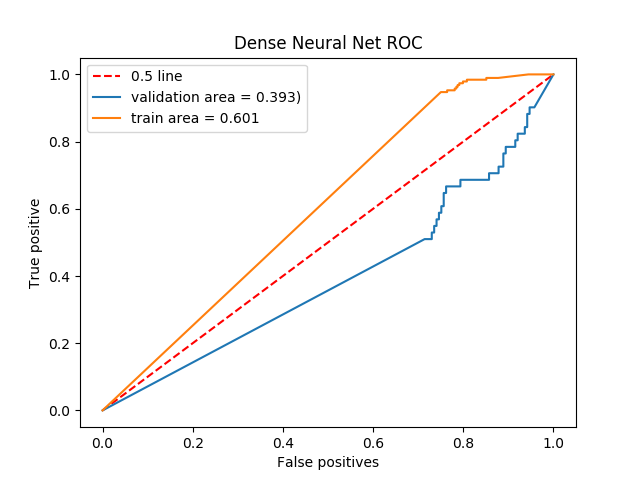 Dense Neural Net ROC
0.5 line
validation area = 0.393)
train area = 0.601
True positive
1.0
0.8
0.6
0.4
0.2
0.0
0.0 0.2 0.4 0.6 0.8 1.0
False positives